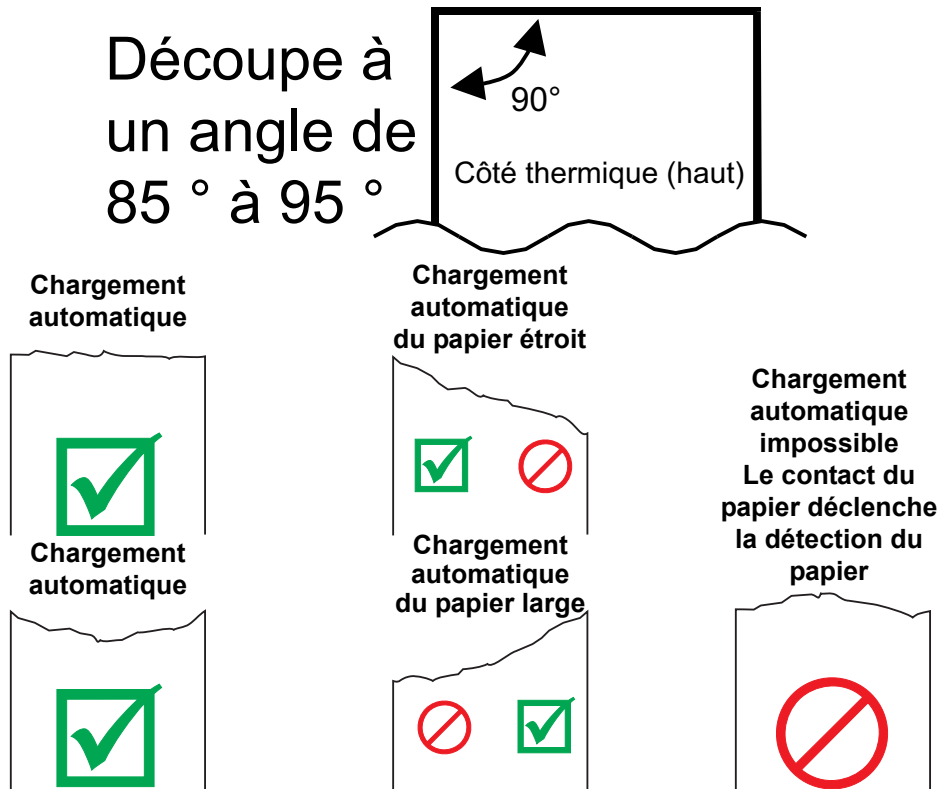 Découpe à
un angle de
85 ° à 95 °
90°
Côté thermique (haut)
Chargement
automatique
Chargement
automatique
du papier étroit
Chargement
automatique
impossible
Le contact du
papier déclenche
la détection du
papier
Chargement
automatique
Chargement
automatique
du papier large